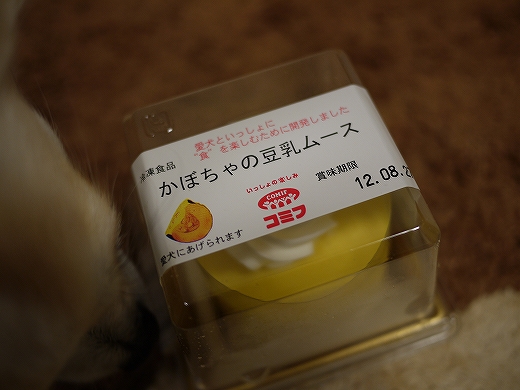 愛犬といっしょに
"食"を楽しむために開発しました
冷凍食品
かぼちゃの豆乳ムース
賞味期限
12.08.2
いっしょの楽しみ
COMIF
コミフ
愛犬にあげられます